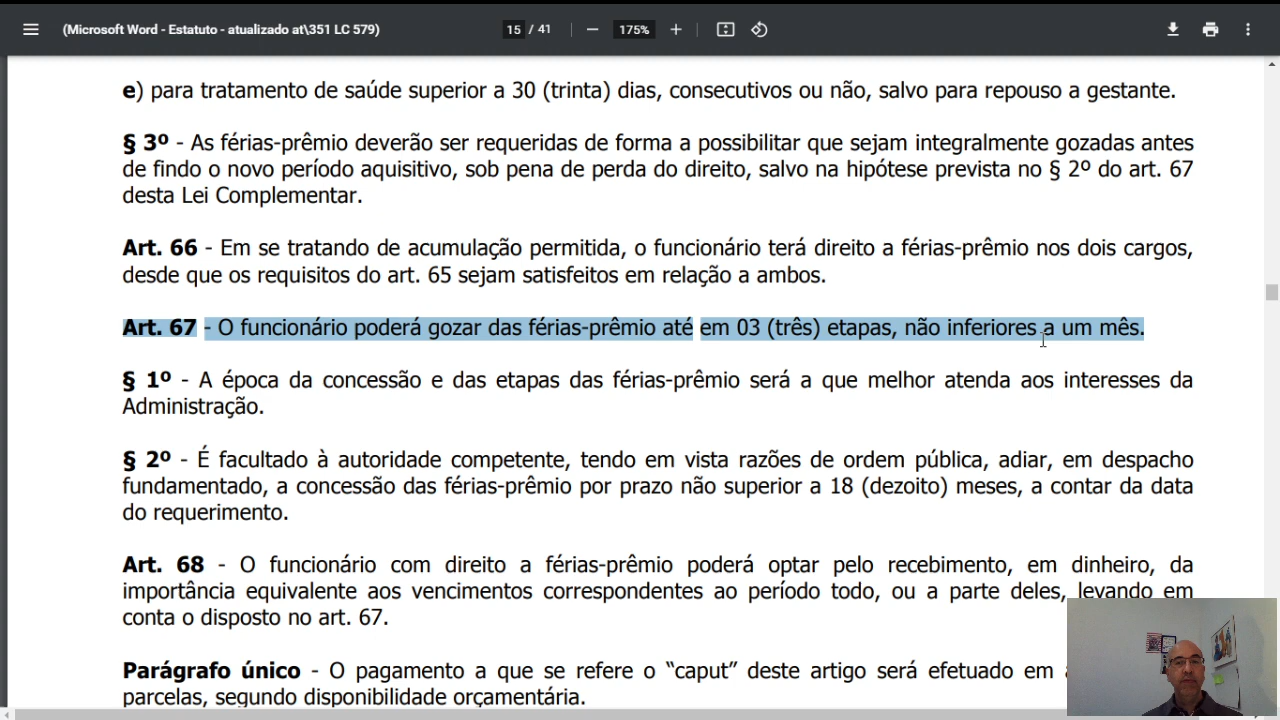 (Microsoft Word - Estatuto - atualizado at\351 LC 579)
15 / 41
175%
e) para tratamento de saúde superior a 30 (trinta) dias, consecutivos ou não, salvo para repouso a gestante.
§ 3º - As férias-prêmio deverão ser requeridas de forma a possibilitar que sejam integralmente gozadas antes
de findo o novo período aquisitivo, sob pena de perda do direito, salvo na hipótese prevista no § 2º do art. 67
desta Lei Complementar.
Art. 66 - Em se tratando de acumulação permitida, o funcionário terá direito a férias-prêmio nos dois cargos,
desde que os requisitos do art. 65 sejam satisfeitos em relação a ambos.
Art. 67 - O funcionário poderá gozar das férias-prêmio até em 03 (três) etapas, não inferiores a um mês.
§ 1º - A época da concessão e das etapas das férias-prêmio será a que melhor atenda aos interesses da
Administração.
§ 2º - É facultado à autoridade competente, tendo em vista razões de ordem pública, adiar, em despacho
fundamentado, a concessão das férias-prêmio por prazo não superior a 18 (dezoito) meses, a contar da data
do requerimento.
Art. 68 - O funcionário com direito a férias-prêmio poderá optar pelo recebimento, em dinheiro, da
importância equivalente aos vencimentos correspondentes ao período todo, ou a parte deles, levando em
conta o disposto no art. 67.
Parágrafo único - O pagamento a que se refere o “caput” deste artigo será efetuado em
parcelas, segundo disponibilidade orçamentária.